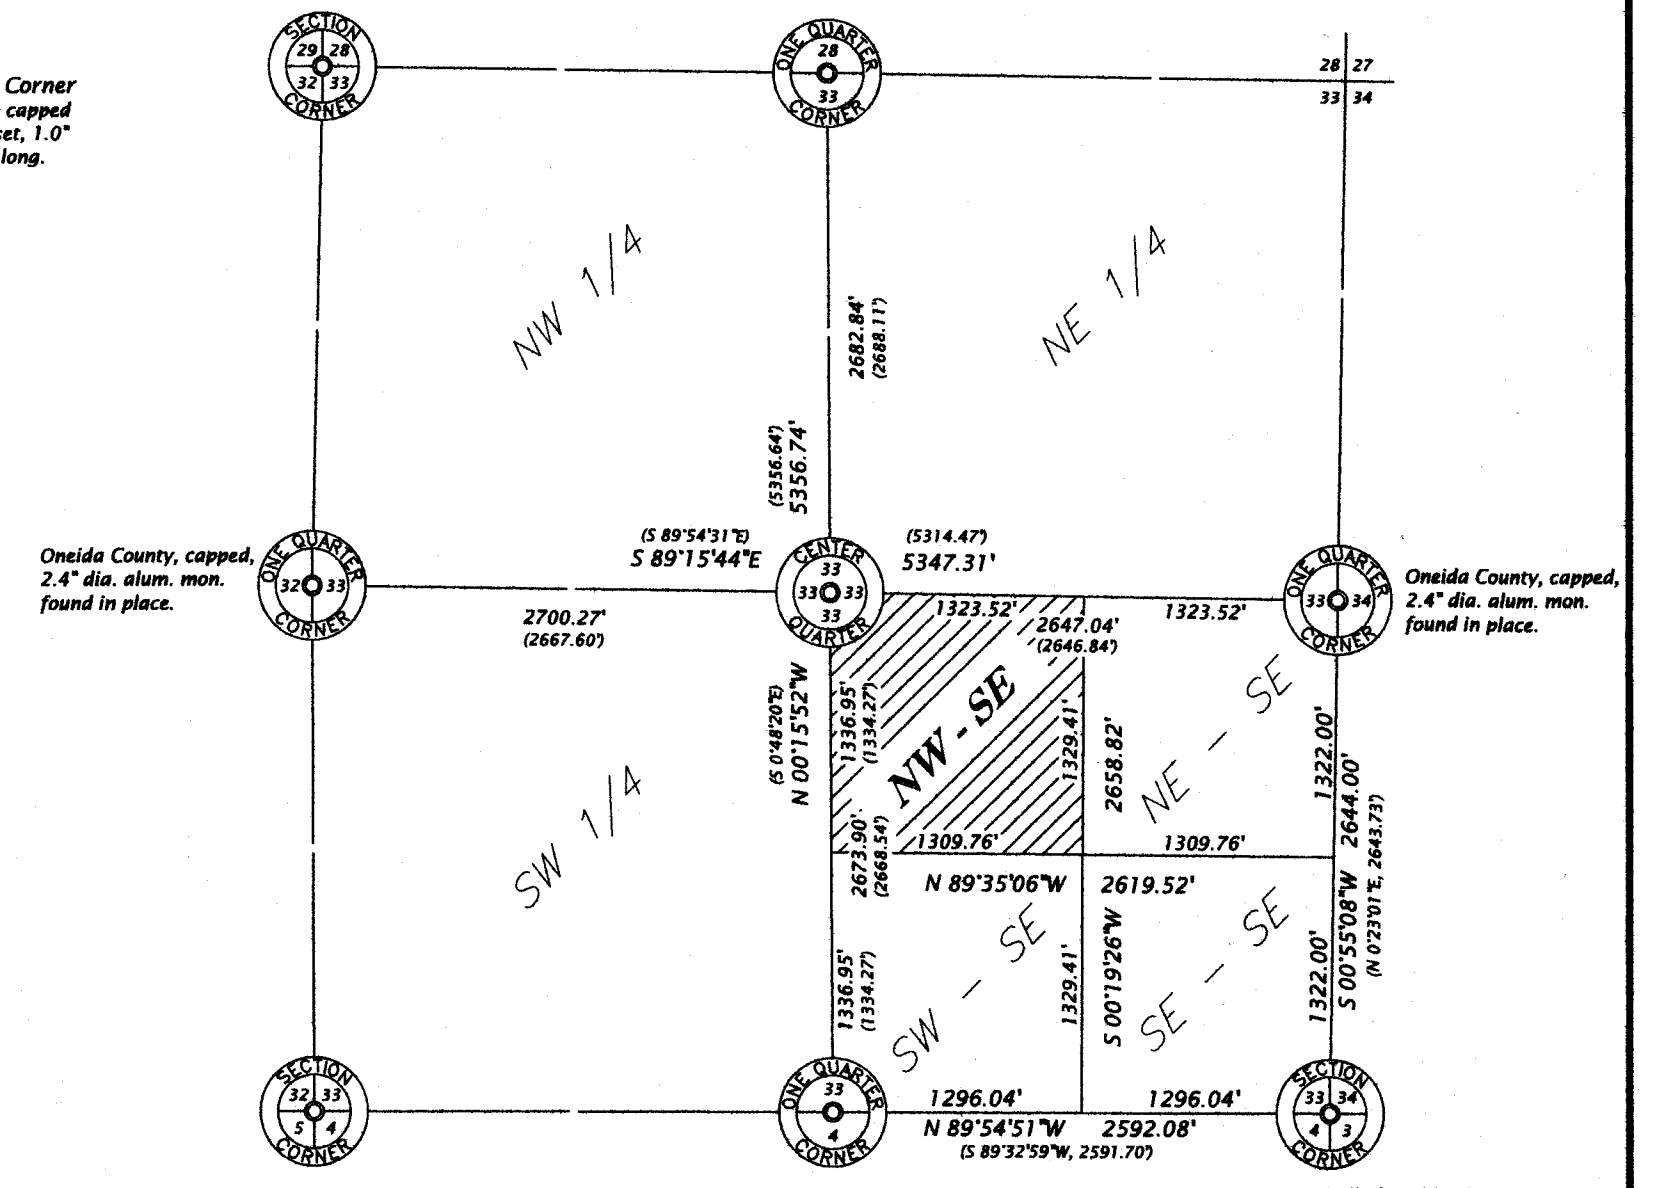 SECTION
29 28
32 33
CORNER
ONE QUARTER
28
33
CORNER
28 27
33 34
Corner
capped
set, 1.0"
long.
NW 1/4
NE 1/4
2682.84'
(2688.11')
(5356.64')
5356.74'
Oneida County, capped,
2.4" dia. alum. mon.
found in place.
ONE QUARTER
32 33
CORNER
(S 89°54'31"E)
S 89°15'44"E
2700.27'
(2667.60')
CENTER
33
33 33
33
QUARTER
(5314.47')
5347.31'
1323.52'
2647.04'
(2646.84')
1323.52'
ONE QUARTER
33 34
CORNER
Oneida County, capped,
2.4" dia. alum. mon.
found in place.
(S 0°48'20"E)
N 00°15'52"W
1336.95'
(1334.27')
NW - SE
1329.41'
2658.82'
NE - SE
1322.00'
2644.00'
S 00°55'08"W
(N 0°23'01"E, 2643.73')
SW 1/4
2673.90'
(2668.54')
1309.76'
1309.76'
N 89°35'06"W 2619.52'
1336.95'
(1334.27')
SW - SE
1329.41'
S 00°19'26"W
SE - SE
1322.00'
SECTION
32 33
5 4
CORNER
ONE QUARTER
33
4
CORNER
1296.04'
1296.04'
N 89°54'51"W 2592.08'
(S 89°32'59"W, 2591.70')
SECTION
33 34
4 3
CORNER